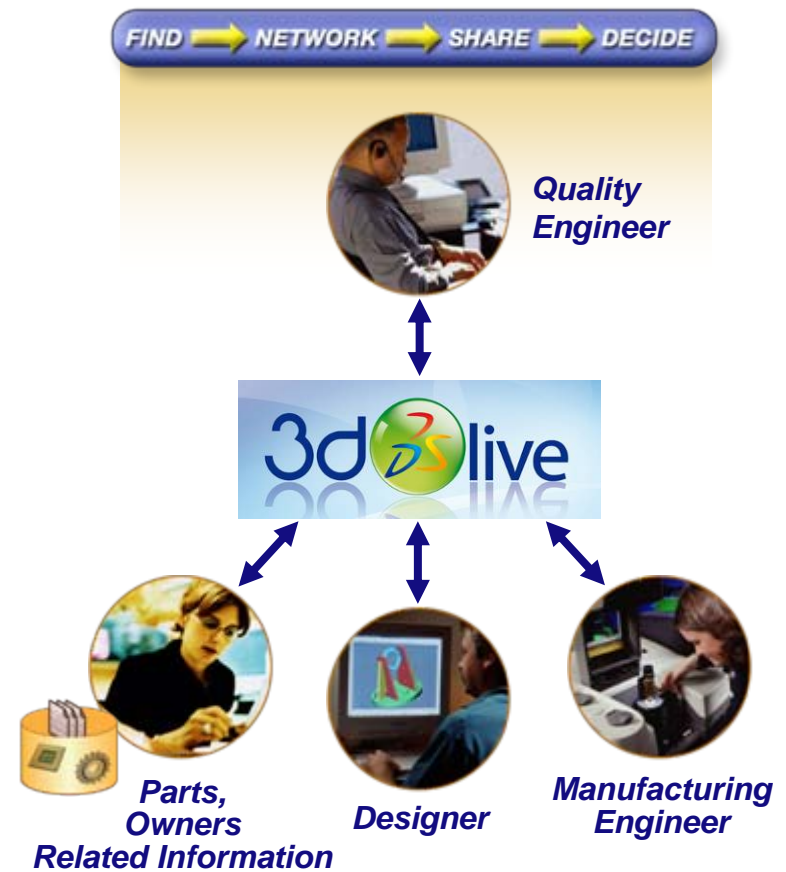 FIND NETWORK SHARE DECIDE
Quality
Engineer
3d DS live
Parts,
Owners
Related Information
Designer
Manufacturing
Engineer